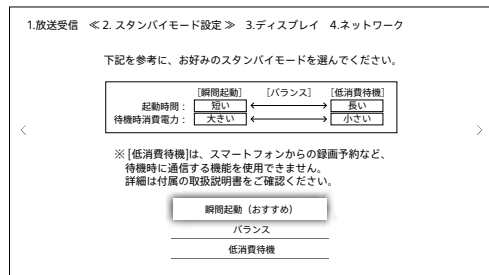 1.放送受信 ≪ 2. スタンバイモード設定 ≫ 3.ディスプレイ 4.ネットワーク
下記を参考に、お好みのスタンバイモードを選んでください。
[瞬間起動] [バランス] [低消費待機]
起動時間： 短い 長い
待機時消費電力： 大きい 小さい
※ [低消費待機]は、スマートフォンからの録画予約など、
待機時に通信する機能を使用できません。
詳細は付属の取扱説明書をご確認ください。
瞬間起動（おすすめ）
バランス
低消費待機